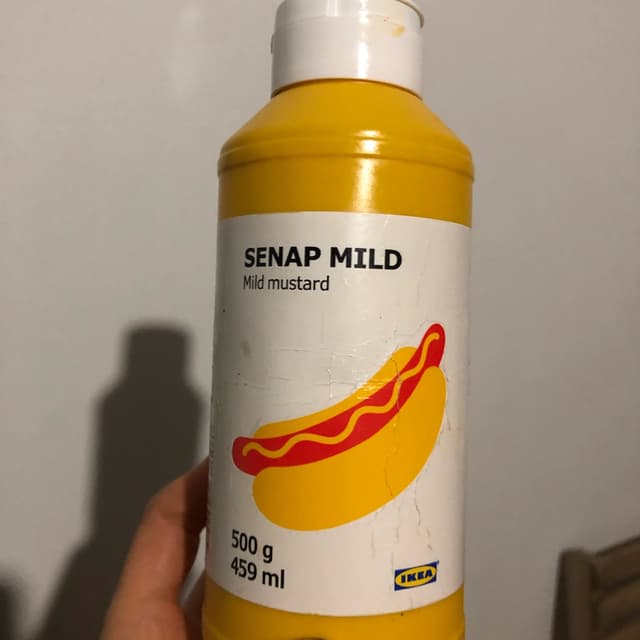 SENAP MILD
Mild mustard
500 g
459 ml
IKEA